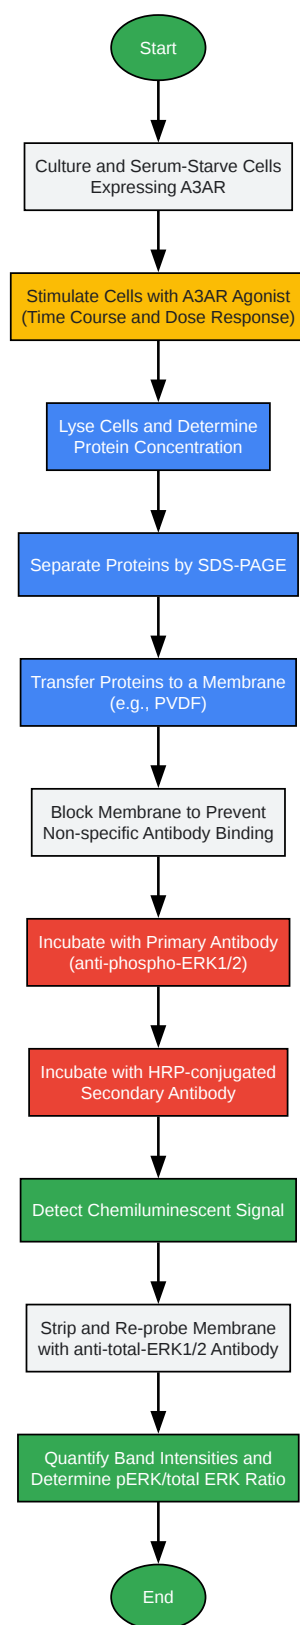 Start
Culture and Serum-Starve Cells
Expressing A3AR
Stimulate Cells with A3AR Agonist
(Time Course and Dose Response)
Lyse Cells and Determine
Protein Concentration
Separate Proteins by SDS-PAGE
Transfer Proteins to a Membrane
(e.g., PVDF)
Block Membrane to Prevent
Non-specific Antibody Binding
Incubate with Primary Antibody
(anti-phospho-ERK1/2)
Incubate with HRP-conjugated
Secondary Antibody
Detect Chemiluminescent Signal
Strip and Re-probe Membrane
with anti-total-ERK1/2 Antibody
Quantify Band Intensities and
Determine pERK/total ERK Ratio
End